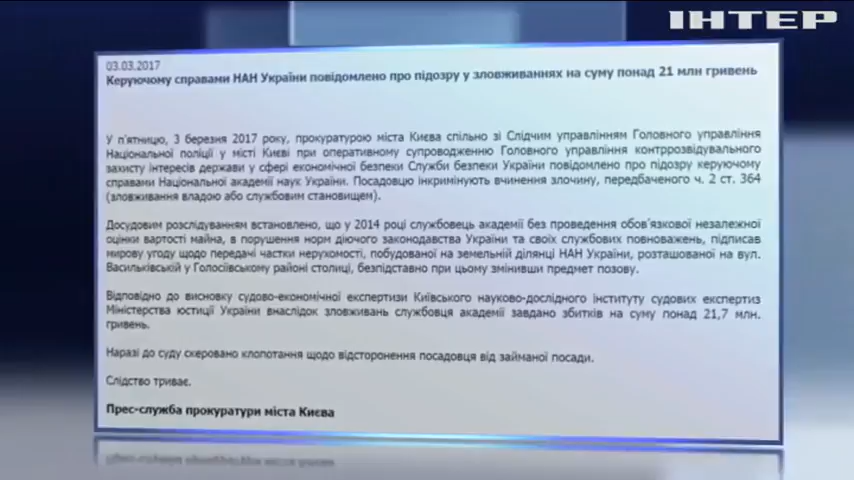 ІНТЕР
03.03.2017
Керуючому справами НАН України повідомлено про підозру у зловживаннях на суму понад 21 млн гривень
У п'ятницю, 3 березня 2017 року, прокуратурою міста Києва спільно зі Слідчим управлінням Головного управління
Національної поліції у місті Києві при оперативному супроводженню Головного управління контррозвідувального
захисту інтересів держави у сфері економічної безпеки Служби безпеки України повідомлено про підозру керуючому
справами Національної академії наук України. Посадовцю інкримінують вчинення злочину, передбаченого ч. 2 ст. 364
(зловживання владою або службовим становищем).
Досудовим розслідуванням встановлено, що у 2014 році службовець академії без проведення обов'язкової незалежної
оцінки вартості майна, в порушення норм діючого законодавства України та своїх службових повноважень, підписав
мирову угоду щодо передачі частки нерухомості, побудованої на земельній ділянці НАН України, розташованої на вул.
Васильківській у Голосіївському районі столиці, безпідставно при цьому змінивши предмет позову.
Відповідно до висновку судово-економічної експертизи Київського науково-дослідного інституту судових експертиз
Міністерства юстиції України внаслідок зловживань службовця академії завдано збитків на суму понад 21,7 млн.
гривень.
Наразі до суду скеровано клопотання щодо відсторонення посадовця від займаної посади.
Слідство триває.
Прес-служба прокуратури міста Києва